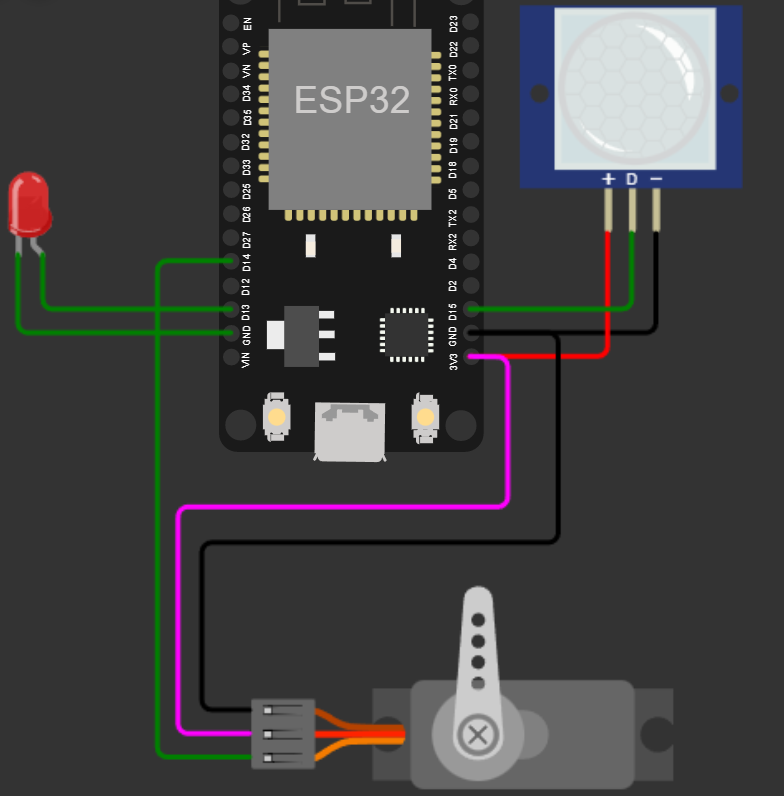 EN
VP
VN
D34
D35
D32
D33
D25
D26
D27
D14
D12
D13
GND
VIN
ESP32
D23
D22
TX0
RX0
D21
D19
D18
D5
TX2
RX2
D4
D2
D15
GND
3V3
+ D −